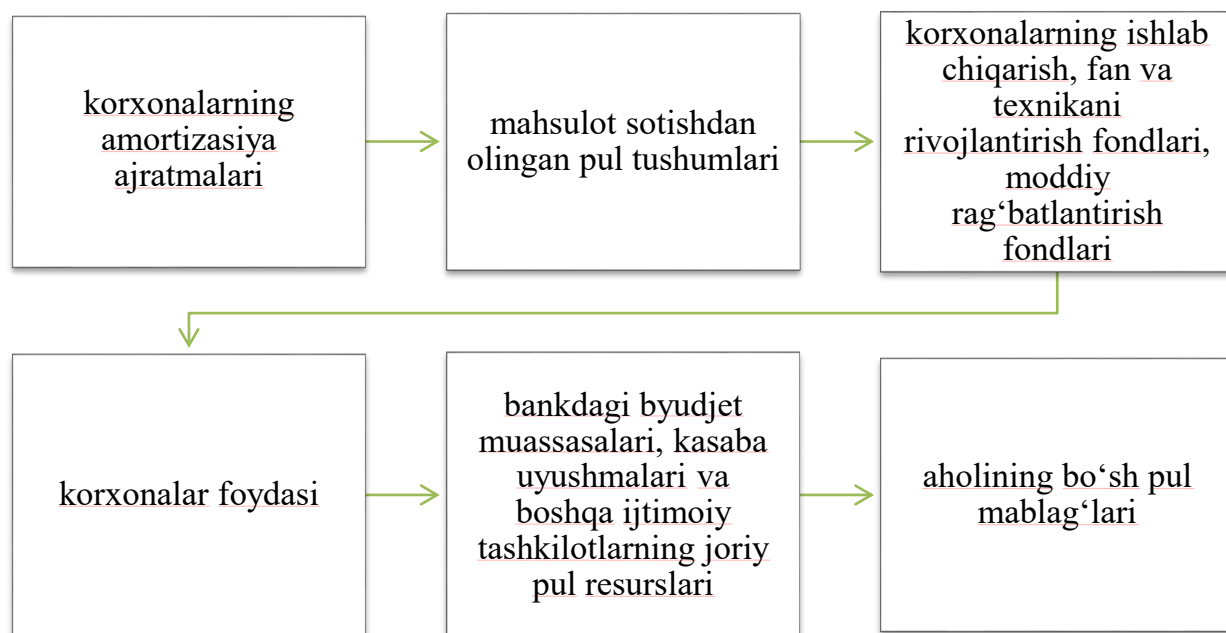 korxonalarning
amortizasiya
ajratmalari
mahsulot sotishdan
olingan pul tushumlari
korxonalarning ishlab
chiqarish, fan va
texnikani
rivojlantirish fondlari,
moddiy
rag‘batlantirish
fondlari
korxonalar foydasi
bankdagi byudjet
muassasalari, kasaba
uyushmalari va
boshqa ijtimoiy
tashkilotlarning joriy
pul resurslari
aholining bo‘sh pul
mablag‘lari